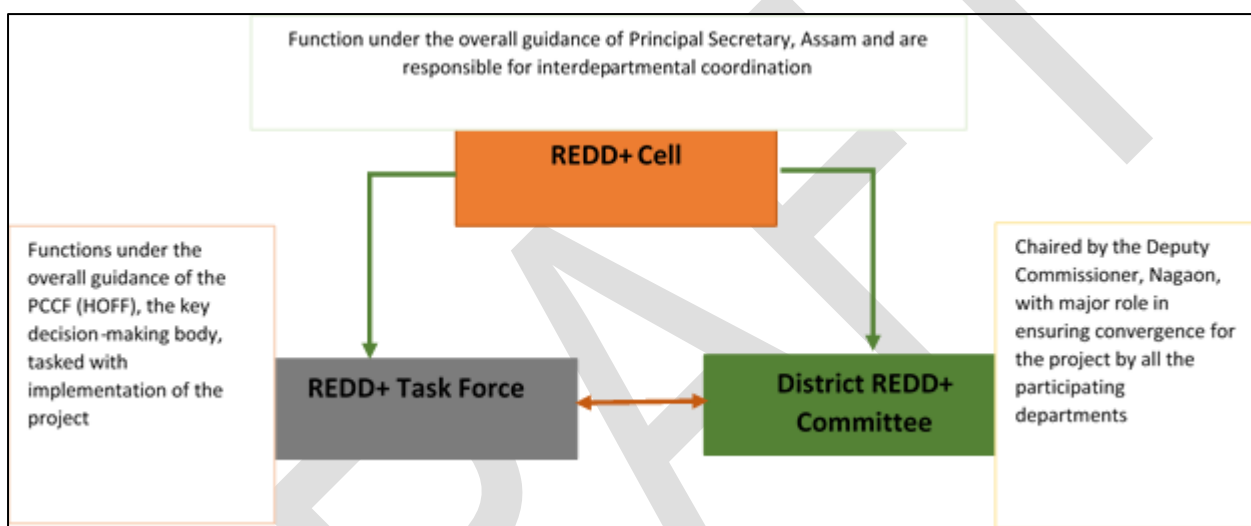 Function under the overall guidance of Principal Secretary, Assam and are
responsible for interdepartmental coordination
REDD+ Cell
Functions under the
overall guidance of the
PCCF (HOFF), the key
decision-making body,
tasked with
implementation of the
project
REDD+ Task Force
District REDD+
Committee
Chaired by the Deputy
Commissioner, Nagaon,
with major role in
ensuring convergence for
the project by all the
participating
departments
DRAFT